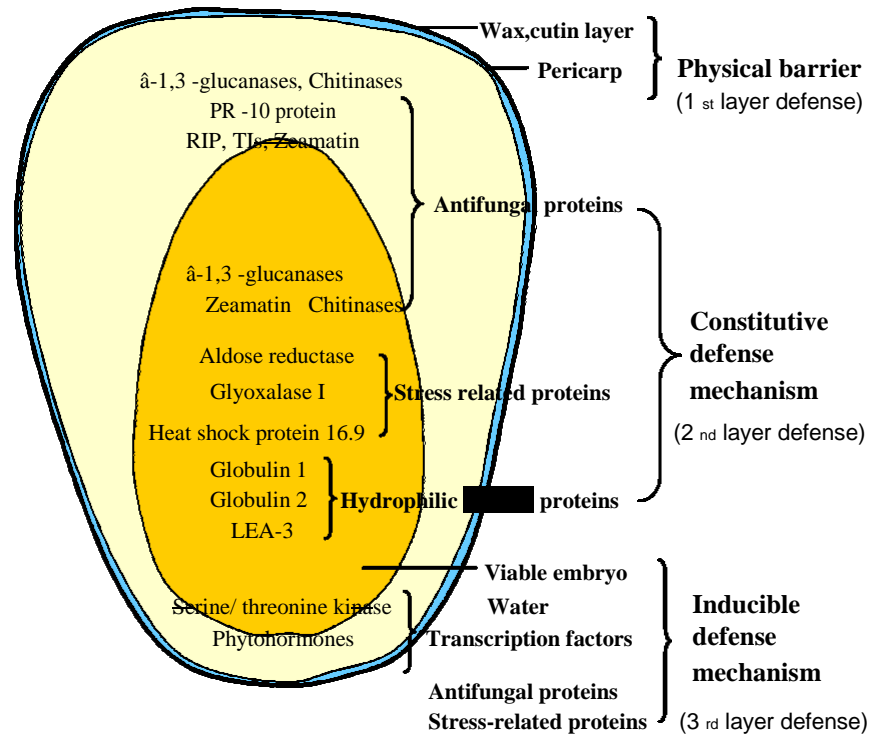 Wax,cutin layer
Pericarp
Physical barrier
(1 st layer defense)
â-1,3 -glucanases, Chitinases
PR -10 protein
RIP, TIs, Zeamatin
Antifungal proteins
â-1,3 -glucanases
Zeamatin Chitinases
Aldose reductase
Glyoxalase I
Heat shock protein 16.9
Stress related proteins
Globulin 1
Globulin 2
LEA-3
Hydrophilic proteins
Constitutive
defense
mechanism
(2 nd layer defense)
Viable embryo
Serine/ threonine kinase
Phytohormones
Water
Transcription factors
Antifungal proteins
Stress-related proteins
Inducible
defense
mechanism
(3 rd layer defense)